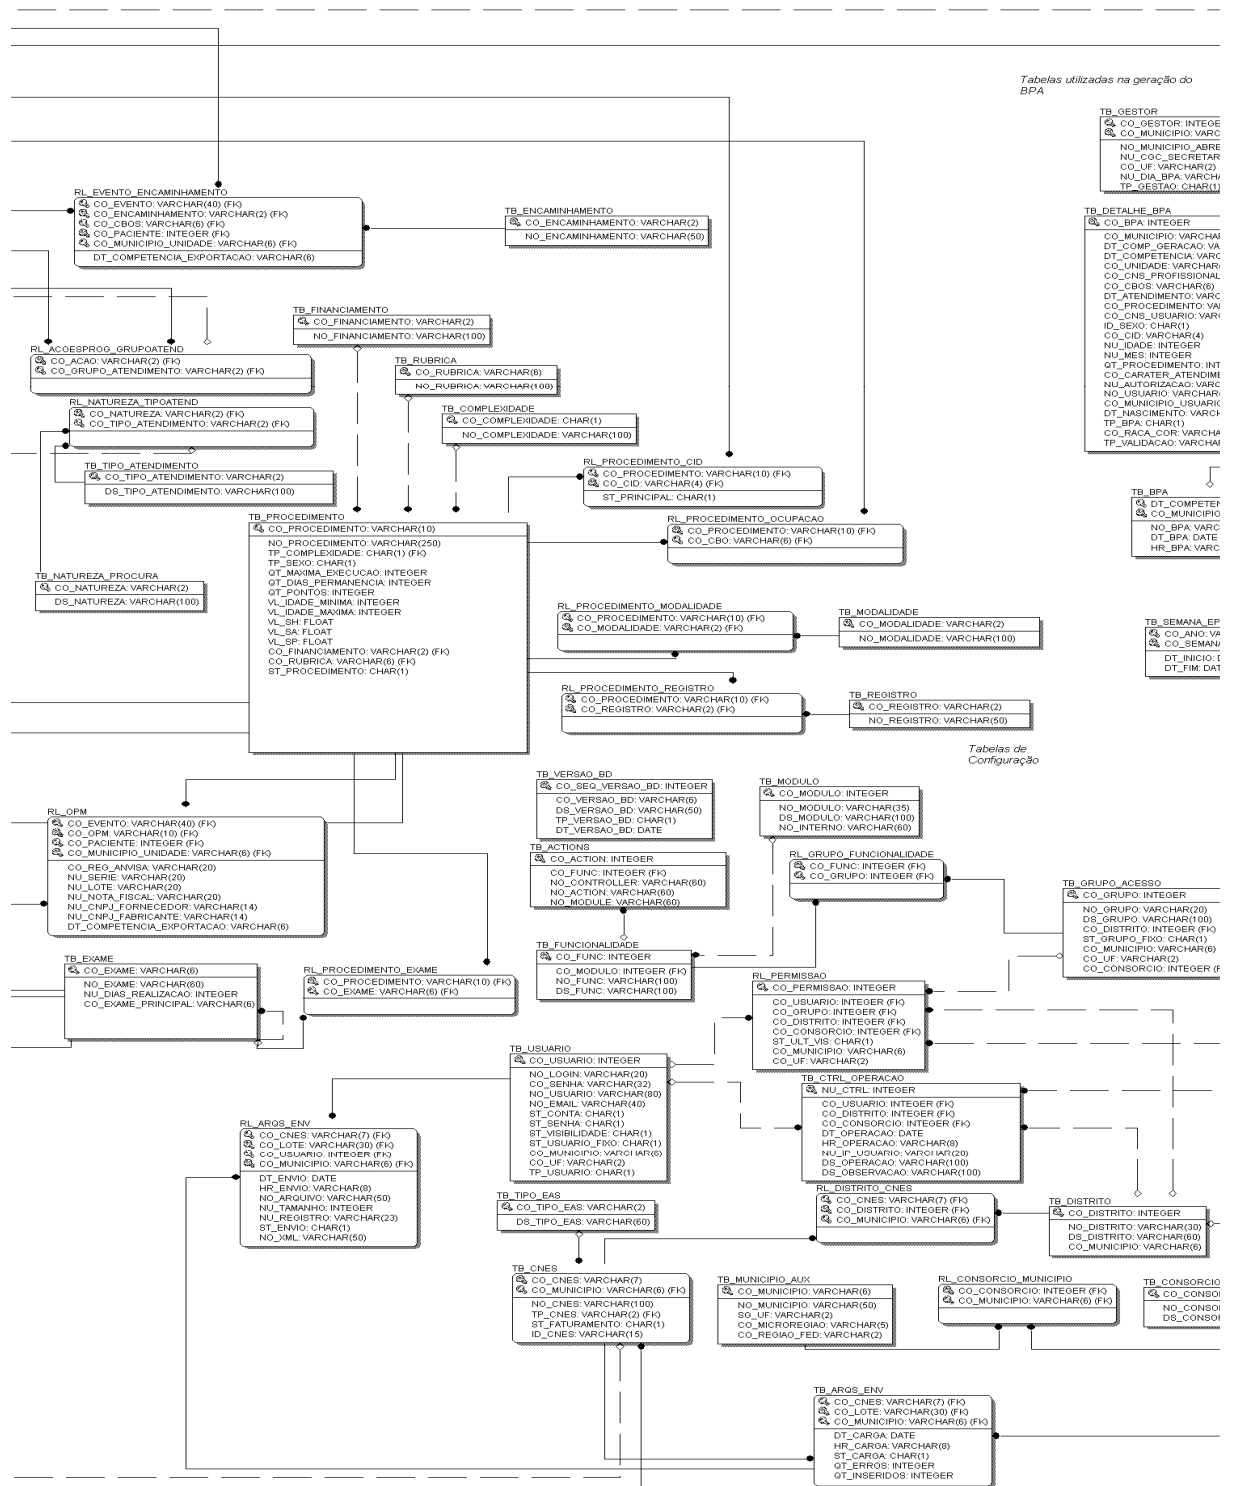 Tabelas utilizadas na geração do
BPA
TB_GESTOR
CO_GESTOR: INTEGE
CO_MUNICIPIO: VARC
NO_MUNICIPIO_ABRE
NU_CGC_SECRETAR
CO_UF: VARCHAR(2)
NU_DIA_BPA: VARCHA
TP_GESTAO: CHAR(1)
RL_EVENTO_ENCAMINHAMENTO
CO_EVENTO: VARCHAR(40) (FK)
CO_ENCAMINHAMENTO: VARCHAR(2) (FK)
CO_CBOS: VARCHAR(6) (FK)
CO_PACIENTE: INTEGER (FK)
CO_MUNICIPIO_UNIDADE: VARCHAR(6) (FK)
DT_COMPETENCIA_EXPORTACAO: VARCHAR(6)
TB_ENCAMINHAMENTO
CO_ENCAMINHAMENTO: VARCHAR(2)
NO_ENCAMINHAMENTO: VARCHAR(50)
TB_DETALHE_BPA
CO_BPA: INTEGER
CO_MUNICIPIO: VARCHAR
DT_COMP_GERACAO: VA
DT_COMPETENCIA: VARC
CO_UNIDADE: VARCHAR(
CO_CNS_PROFISSIONAL
CO_CBOS: VARCHAR(6)
DT_ATENDIMENTO: VARC
CO_PROCEDIMENTO: VAR
CO_CNS_USUARIO: VAR
ID_SEXO: CHAR(1)
CO_CID: VARCHAR(4)
NU_IDADE: INTEGER
NU_MES: INTEGER
QT_PROCEDIMENTO: INT
CO_CARATER_ATENDIME
NU_AUTORIZACAO: VARC
NO_USUARIO: VARCHAR(
CO_MUNICIPIO_USUARIO
DT_NASCIMENTO: VARCH
TP_BPA: CHAR(1)
CO_RACA_COR: VARCHA
TP_VALIDACAO: VARCHA
TB_FINANCIAMENTO
CO_FINANCIAMENTO: VARCHAR(2)
NO_FINANCIAMENTO: VARCHAR(100)
RL_ACOESPROG_GRUPOATEND
CO_ACAO: VARCHAR(2) (FK)
CO_GRUPO_ATENDIMENTO: VARCHAR(2) (FK)
TB_RUBRICA
CO_RUBRICA: VARCHAR(6)
NO_RUBRICA: VARCHAR(100)
RL_NATUREZA_TIPOATEND
CO_NATUREZA: VARCHAR(2) (FK)
CO_TIPO_ATENDIMENTO: VARCHAR(2) (FK)
TB_COMPLEXIDADE
CO_COMPLEXIDADE: CHAR(1)
NO_COMPLEXIDADE: VARCHAR(100)
TB_TIPO_ATENDIMENTO
CO_TIPO_ATENDIMENTO: VARCHAR(2)
DS_TIPO_ATENDIMENTO: VARCHAR(100)
RL_PROCEDIMENTO_CID
CO_PROCEDIMENTO: VARCHAR(10) (FK)
CO_CID: VARCHAR(4) (FK)
ST_PRINCIPAL: CHAR(1)
TB_BPA
DT_COMPETEN
CO_MUNICIPIO
NO_BPA: VARC
DT_BPA: DATE
HR_BPA: VARC
TB_PROCEDIMENTO
CO_PROCEDIMENTO: VARCHAR(10)
NO_PROCEDIMENTO: VARCHAR(250)
TP_COMPLEXIDADE: CHAR(1) (FK)
TP_SEXO: CHAR(1)
QT_MAXIMA_EXECUCAO: INTEGER
QT_DIAS_PERMANENCIA: INTEGER
QT_PONTOS: INTEGER
VL_IDADE_MINIMA: INTEGER
VL_IDADE_MAXIMA: INTEGER
VL_SH: FLOAT
VL_SA: FLOAT
VL_SP: FLOAT
CO_FINANCIAMENTO: VARCHAR(2) (FK)
CO_RUBRICA: VARCHAR(6) (FK)
ST_PROCEDIMENTO: CHAR(1)
RL_PROCEDIMENTO_OCUPACAO
CO_PROCEDIMENTO: VARCHAR(10) (FK)
CO_CBO: VARCHAR(6) (FK)
TB_NATUREZA_PROCURA
CO_NATUREZA: VARCHAR(2)
DS_NATUREZA: VARCHAR(100)
RL_PROCEDIMENTO_MODALIDADE
CO_PROCEDIMENTO: VARCHAR(10) (FK)
CO_MODALIDADE: VARCHAR(2) (FK)
TB_MODALIDADE
CO_MODALIDADE: VARCHAR(2)
NO_MODALIDADE: VARCHAR(100)
TB_SEMANA_EP
CO_ANO: VA
CO_SEMANA
DT_INICIO: D
DT_FIM: DAT
RL_PROCEDIMENTO_REGISTRO
CO_PROCEDIMENTO: VARCHAR(10) (FK)
CO_REGISTRO: VARCHAR(2) (FK)
TB_REGISTRO
CO_REGISTRO: VARCHAR(2)
NO_REGISTRO: VARCHAR(50)
Tabelas de
Configuração
TB_VERSAO_BD
CO_SEQ_VERSAO_BD: INTEGER
CO_VERSAO_BD: VARCHAR(6)
DS_VERSAO_BD: VARCHAR(50)
TP_VERSAO_BD: CHAR(1)
DT_VERSAO_BD: DATE
TB_MODULO
CO_MODULO: INTEGER
NO_MODULO: VARCHAR(35)
DS_MODULO: VARCHAR(100)
NO_INTERNO: VARCHAR(60)
RL_OPM
CO_EVENTO: VARCHAR(40) (FK)
CO_OPM: VARCHAR(10) (FK)
CO_PACIENTE: INTEGER (FK)
CO_MUNICIPIO_UNIDADE: VARCHAR(6) (FK)
CO_REG_ANVISA: VARCHAR(20)
NU_SERIE: VARCHAR(20)
NU_LOTE: VARCHAR(20)
NU_NOTA_FISCAL: VARCHAR(20)
NU_CNPJ_FORNECEDOR: VARCHAR(14)
NU_CNPJ_FABRICANTE: VARCHAR(14)
DT_COMPETENCIA_EXPORTACAO: VARCHAR(6)
TB_ACTIONS
CO_ACTION: INTEGER
CO_FUNC: INTEGER (FK)
NO_CONTROLLER: VARCHAR(60)
NO_ACTION: VARCHAR(60)
NO_MODULE: VARCHAR(60)
RL_GRUPO_FUNCIONALIDADE
CO_FUNC: INTEGER (FK)
CO_GRUPO: INTEGER (FK)
TB_GRUPO_ACESSO
CO_GRUPO: INTEGER
NO_GRUPO: VARCHAR(20)
DS_GRUPO: VARCHAR(100)
CO_DISTRITO: INTEGER (FK)
ST_GRUPO_FIXO: CHAR(1)
CO_MUNICIPIO: VARCHAR(6)
CO_UF: VARCHAR(2)
CO_CONSORCIO: INTEGER (F
TB_FUNCIONALIDADE
CO_FUNC: INTEGER
CO_MODULO: INTEGER (FK)
NO_FUNC: VARCHAR(100)
DS_FUNC: VARCHAR(100)
TB_EXAME
CO_EXAME: VARCHAR(6)
NO_EXAME: VARCHAR(60)
NU_DIAS_REALIZACAO: INTEGER
CO_EXAME_PRINCIPAL: VARCHAR(6)
RL_PROCEDIMENTO_EXAME
CO_PROCEDIMENTO: VARCHAR(10) (FK)
CO_EXAME: VARCHAR(6) (FK)
RL_PERMISSAO
CO_PERMISSAO: INTEGER
CO_USUARIO: INTEGER (FK)
CO_GRUPO: INTEGER (FK)
CO_DISTRITO: INTEGER (FK)
CO_CONSORCIO: INTEGER (FK)
ST_ULT_VIS: CHAR(1)
CO_MUNICIPIO: VARCHAR(6)
CO_UF: VARCHAR(2)
TB_USUARIO
CO_USUARIO: INTEGER
NO_LOGIN: VARCHAR(20)
CO_SENHA: VARCHAR(32)
NO_USUARIO: VARCHAR(80)
NO_EMAIL: VARCHAR(40)
ST_CONTA: CHAR(1)
ST_SENHA: CHAR(1)
ST_VISIBILIDADE: CHAR(1)
ST_USUARIO_FIXO: CHAR(1)
CO_MUNICIPIO: VARCHAR(6)
CO_UF: VARCHAR(2)
TP_USUARIO: CHAR(1)
TB_CTRL_OPERACAO
NU_CTRL: INTEGER
CO_USUARIO: INTEGER (FK)
CO_DISTRITO: INTEGER (FK)
CO_CONSORCIO: INTEGER (FK)
DT_OPERACAO: DATE
HR_OPERACAO: VARCHAR(8)
NU_IP_USUARIO: VARCHAR(20)
DS_OPERACAO: VARCHAR(100)
DS_OBSERVACAO: VARCHAR(100)
RL_ARQS_ENV
CO_CNES: VARCHAR(7) (FK)
CO_LOTE: VARCHAR(30) (FK)
CO_USUARIO: INTEGER (FK)
CO_MUNICIPIO: VARCHAR(6) (FK)
DT_ENVIO: DATE
HR_ENVIO: VARCHAR(8)
NO_ARQUIVO: VARCHAR(50)
NU_TAMANHO: INTEGER
NU_REGISTRO: VARCHAR(23)
ST_ENVIO: CHAR(1)
NO_XML: VARCHAR(50)
RL_DISTRITO_CNES
CO_CNES: VARCHAR(7) (FK)
CO_DISTRITO: INTEGER (FK)
CO_MUNICIPIO: VARCHAR(6) (FK)
TB_TIPO_EAS
CO_TIPO_EAS: VARCHAR(2)
DS_TIPO_EAS: VARCHAR(60)
TB_DISTRITO
CO_DISTRITO: INTEGER
NO_DISTRITO: VARCHAR(30)
DS_DISTRITO: VARCHAR(60)
CO_MUNICIPIO: VARCHAR(6)
TB_CNES
CO_CNES: VARCHAR(7)
CO_MUNICIPIO: VARCHAR(6) (FK)
NO_CNES: VARCHAR(100)
TP_CNES: VARCHAR(2) (FK)
ST_FATURAMENTO: CHAR(1)
ID_CNES: VARCHAR(15)
TB_MUNICIPIO_AUX
CO_MUNICIPIO: VARCHAR(6)
NO_MUNICIPIO: VARCHAR(50)
SG_UF: VARCHAR(2)
CO_MICROREGIAO: VARCHAR(5)
CO_REGIAO_FED: VARCHAR(2)
RL_CONSORCIO_MUNICIPIO
CO_CONSORCIO: INTEGER (FK)
CO_MUNICIPIO: VARCHAR(6) (FK)
TB_CONSORCIO
CO_CONSO
NO_CONSOR
DS_CONSOR
TB_ARQS_ENV
CO_CNES: VARCHAR(7) (FK)
CO_LOTE: VARCHAR(30) (FK)
CO_MUNICIPIO: VARCHAR(6) (FK)
DT_CARGA: DATE
HR_CARGA: VARCHAR(8)
ST_CARGA: CHAR(1)
QT_ERROS: INTEGER
QT_INSERIDOS: INTEGER